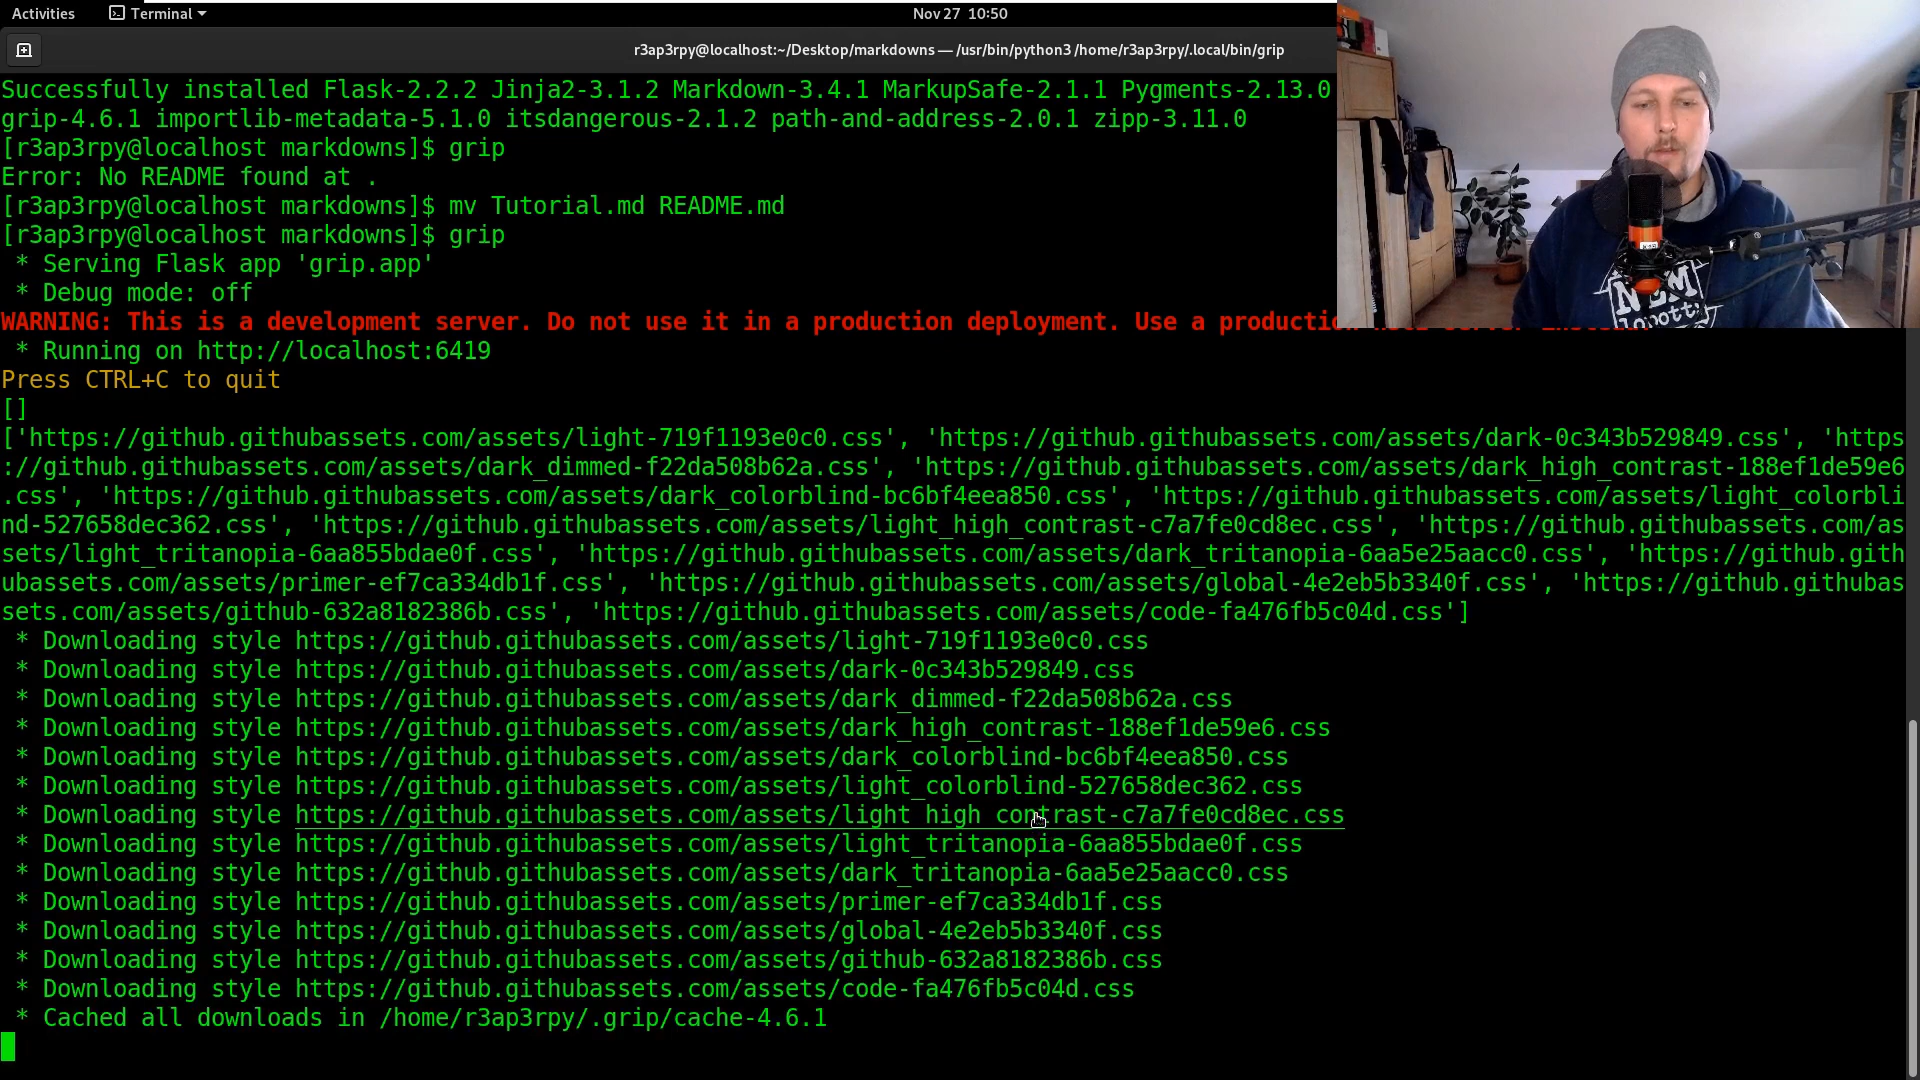 Activities
Terminal
Nov 27 10:50
r3ap3rpy@localhost:~/Desktop/markdowns — /usr/bin/python3 /home/r3ap3rpy/.local/bin/grip
Successfully installed Flask-2.2.2 Jinja2-3.1.2 Markdown-3.4.1 MarkupSafe-2.1.1 Pygments-2.13.0
grip-4.6.1 importlib-metadata-5.1.0 itsdangerous-2.1.2 path-and-address-2.0.1 zipp-3.11.0
[r3ap3rpy@localhost markdowns]$ grip
Error: No README found at .
[r3ap3rpy@localhost markdowns]$ mv Tutorial.md README.md
[r3ap3rpy@localhost markdowns]$ grip
* Serving Flask app 'grip.app'
* Debug mode: off
WARNING: This is a development server. Do not use it in a production deployment. Use a
* Running on http://localhost:6419
Press CTRL+C to quit
[]
['https://github.githubassets.com/assets/light-719f1193e0c0.css', 'https://github.githubassets.com/assets/dark-0c343b529849.css', 'https
://github.githubassets.com/assets/dark_dimmed-f22da508b62a.css', 'https://github.githubassets.com/assets/dark_high_contrast-188ef1de59e6
.css', 'https://github.githubassets.com/assets/dark_colorblind-bc6bf4eea850.css', 'https://github.githubassets.com/assets/light_colorbli
nd-527658dec362.css', 'https://github.githubassets.com/assets/light_high_contrast-c7a7fe0cd8ec.css', 'https://github.githubassets.com/as
sets/light_tritanopia-6aa855bdae0f.css', 'https://github.githubassets.com/assets/dark_tritanopia-6aa5e25aacc0.css', 'https://github.gith
ubassets.com/assets/primer-ef7ca334db1f.css', 'https://github.githubassets.com/assets/global-4e2eb5b3340f.css', 'https://github.githubas
sets.com/assets/github-632a8182386b.css', 'https://github.githubassets.com/assets/code-fa476fb5c04d.css']
* Downloading style https://github.githubassets.com/assets/light-719f1193e0c0.css
* Downloading style https://github.githubassets.com/assets/dark-0c343b529849.css
* Downloading style https://github.githubassets.com/assets/dark_dimmed-f22da508b62a.css
* Downloading style https://github.githubassets.com/assets/dark_high_contrast-188ef1de59e6.css
* Downloading style https://github.githubassets.com/assets/dark_colorblind-bc6bf4eea850.css
* Downloading style https://github.githubassets.com/assets/light_colorblind-527658dec362.css
* Downloading style https://github.githubassets.com/assets/light_high_contrast-c7a7fe0cd8ec.css
* Downloading style https://github.githubassets.com/assets/light_tritanopia-6aa855bdae0f.css
* Downloading style https://github.githubassets.com/assets/dark_tritanopia-6aa5e25aacc0.css
* Downloading style https://github.githubassets.com/assets/primer-ef7ca334db1f.css
* Downloading style https://github.githubassets.com/assets/global-4e2eb5b3340f.css
* Downloading style https://github.githubassets.com/assets/github-632a8182386b.css
* Downloading style https://github.githubassets.com/assets/code-fa476fb5c04d.css
* Cached all downloads in /home/r3ap3rpy/.grip/cache-4.6.1